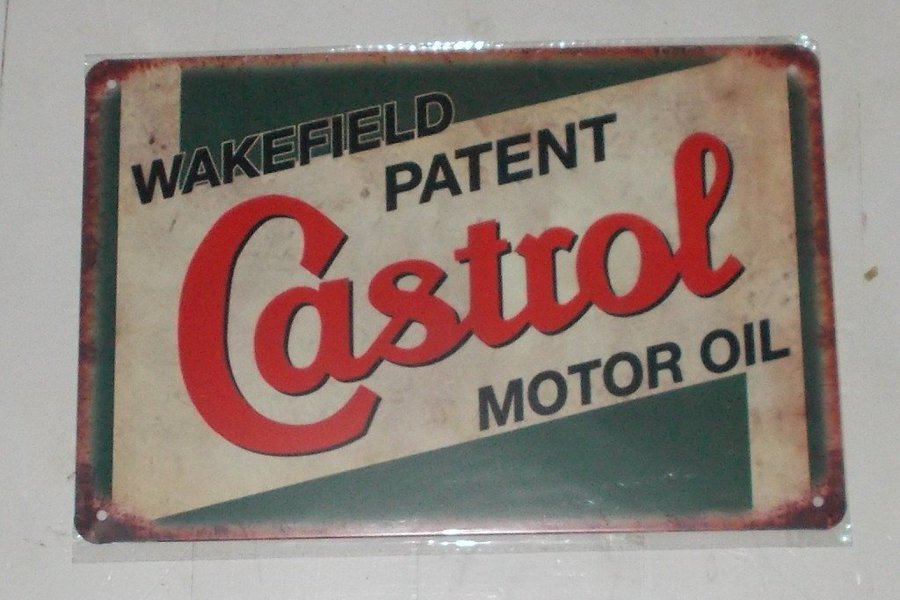 WAKEFIELD
PATENT
Castrol
MOTOR OIL